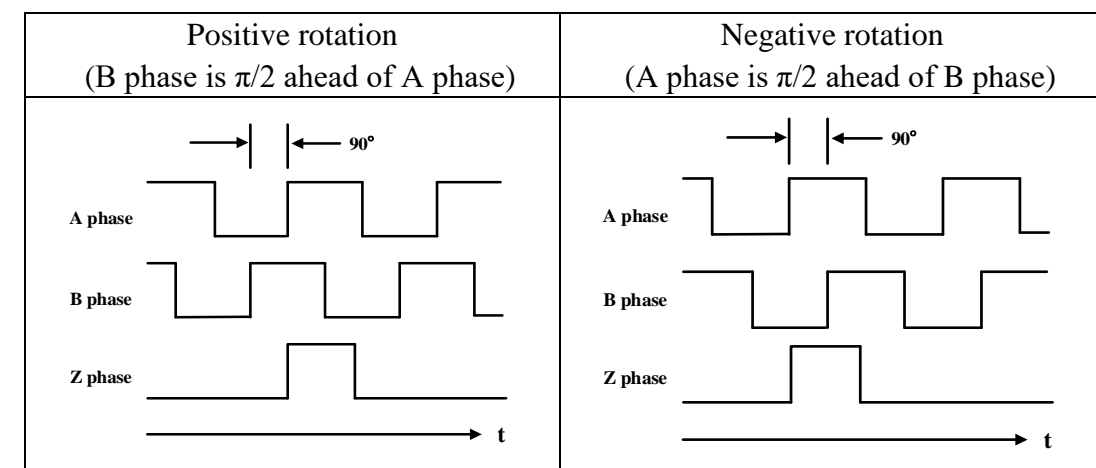 Positive rotation
(B phase is π/2 ahead of A phase)
Negative rotation
(A phase is π/2 ahead of B phase)
90°
A phase
B phase
Z phase
t
90°
A phase
B phase
Z phase
t